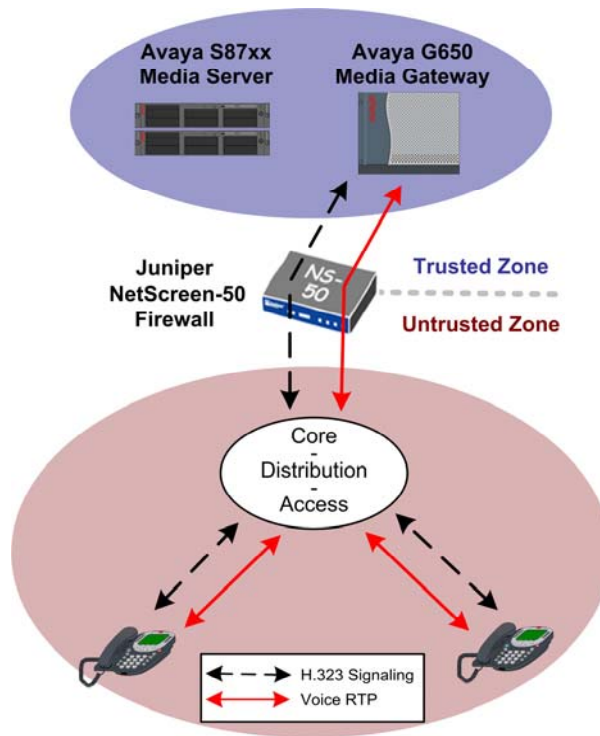 Avaya S87xx
Media Server
Avaya G650
Media Gateway
Juniper
NetScreen-50
Firewall
NS-
50
Trusted Zone
Untrusted Zone
Core
-
Distribution
-
Access
H.323 Signaling
Voice RTP